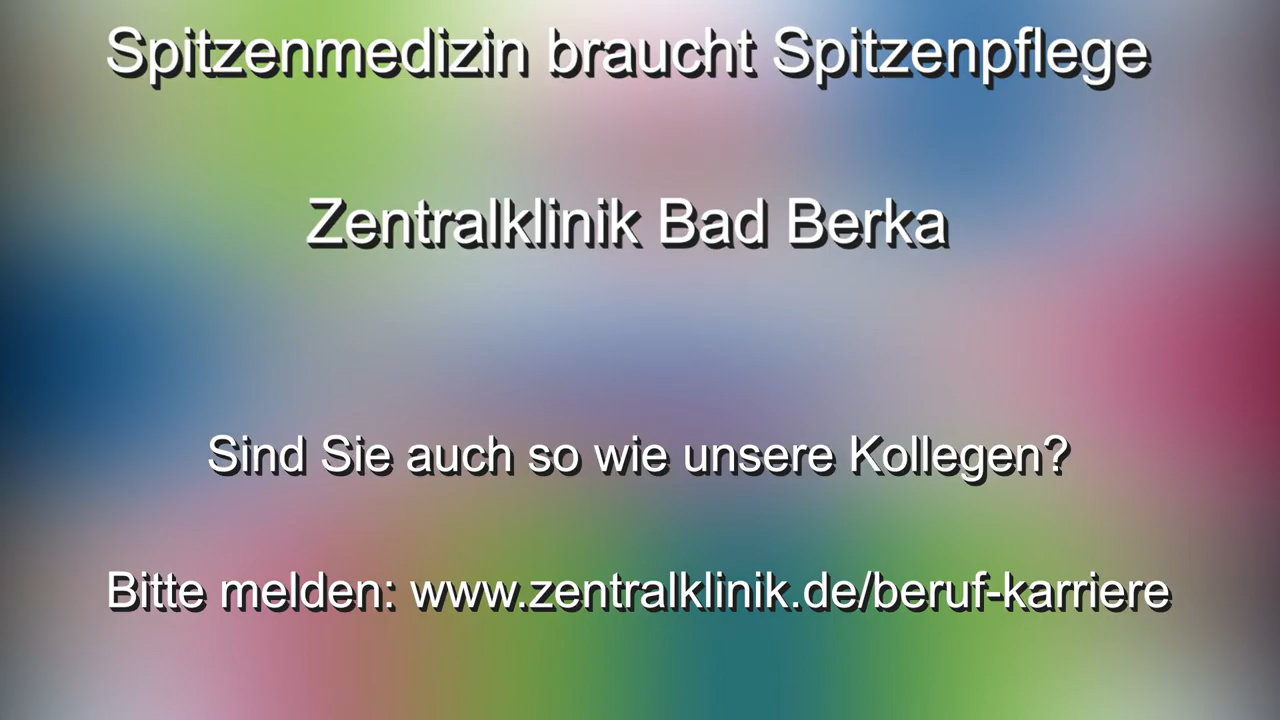 Spitzenmedizin braucht Spitzenpflege
Zentralklinik Bad Berka
Sind Sie auch so wie unsere Kollegen?
Bitte melden: www.zentralklinik.de/beruf-karriere